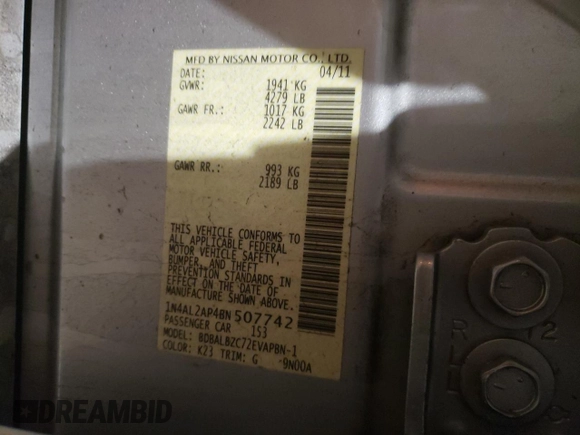 MFD BY NISSAN MOTOR CO., LTD.
DATE: 04/11
GVWR: 1941 KG
4279 LB
GAWR FR.: 1017 KG
2242 LB
GAWR RR.: 993 KG
2189 LB
THIS VEHICLE CONFORMS TO
ALL APPLICABLE FEDERAL
MOTOR VEHICLE SAFETY,
BUMPER, AND THEFT
PREVENTION STANDARDS IN
EFFECT ON THE DATE OF
MANUFACTURE SHOWN ABOVE.
1N4AL2AP4BN507742
PASSENGER CAR 153
MODEL: BDBALBZC72EVAPBN-1
COLOR: K23 TRIM: G 9N00A
R 2
DREAMBID